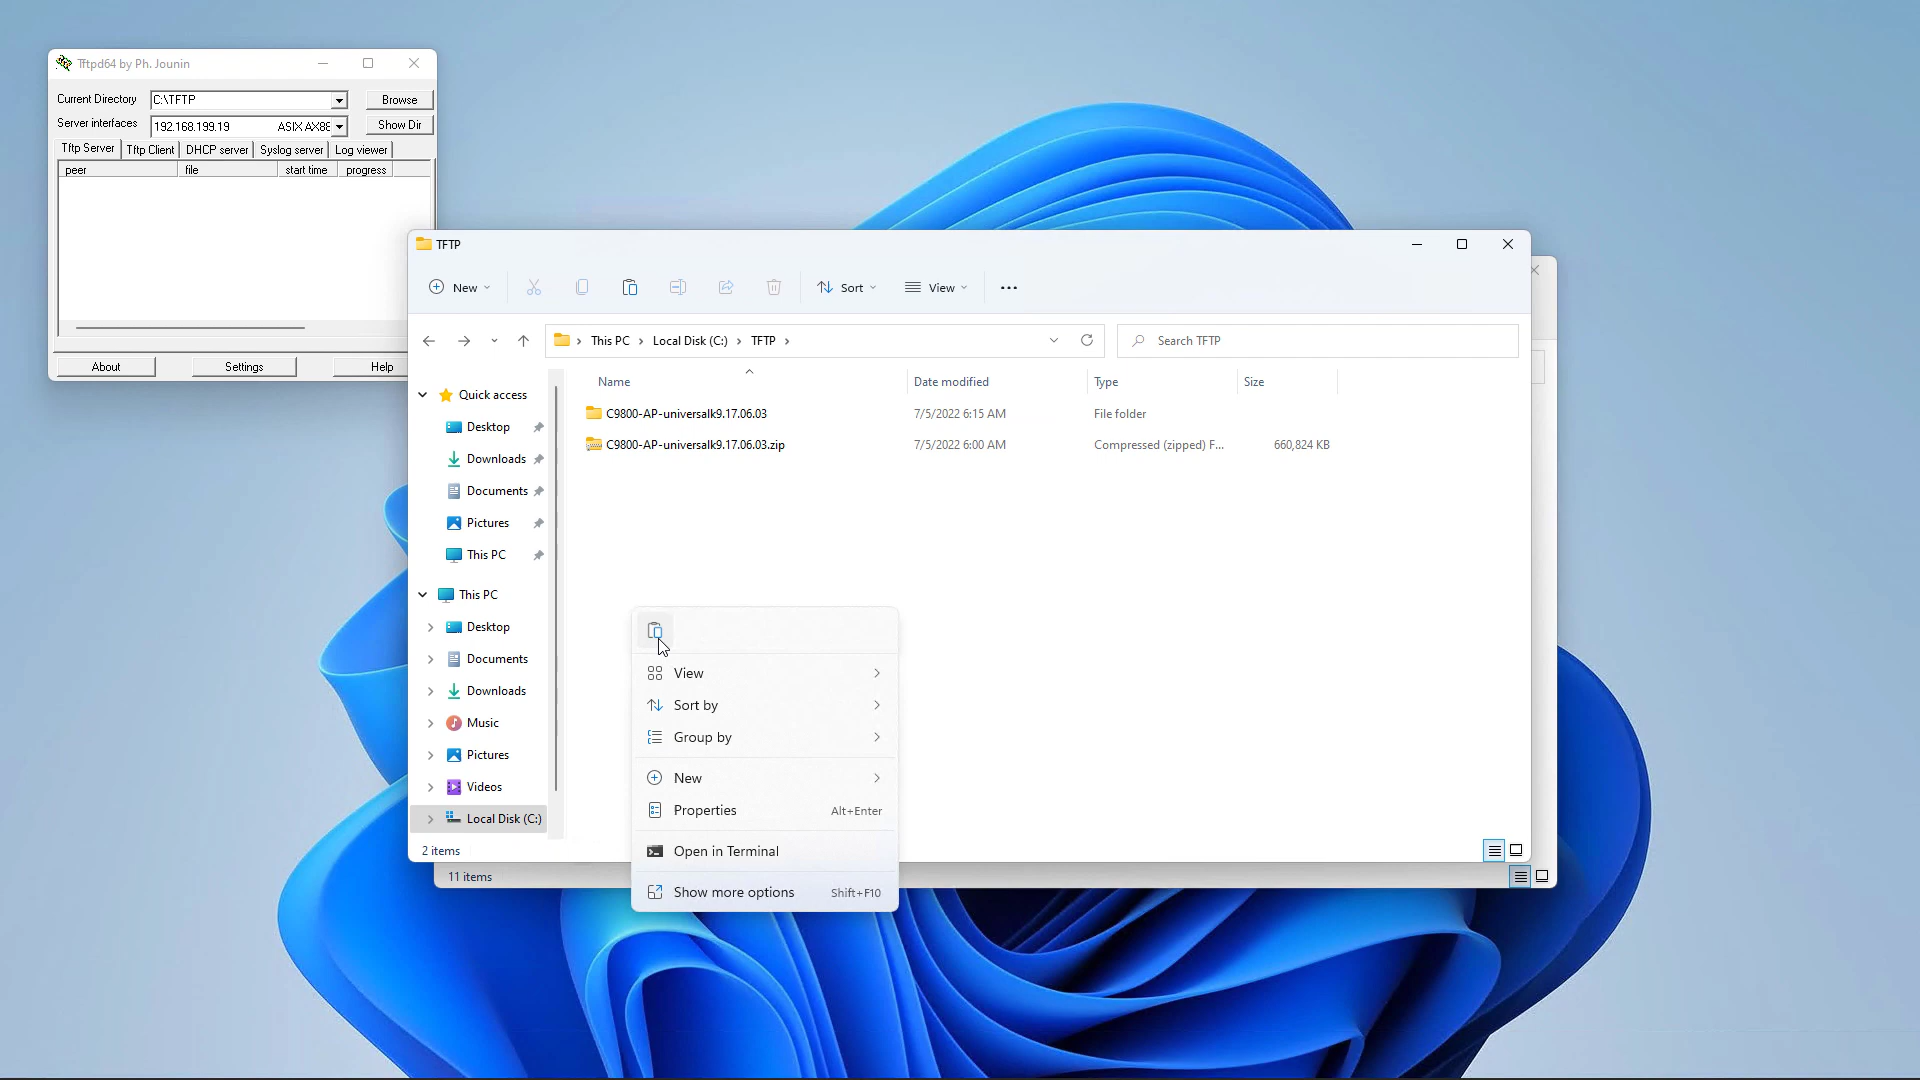 Tftpd64 by Ph. Jounin
Current Directory C:\TFTP Browse
Server interfaces 192.168.199.19 ASIX AX88 Show Dir
Tftp Server Tftp Client DHCP server Syslog server Log viewer
peer file start time progress
About Settings Help
TFTP
New Sort View
This PC Local Disk (C:) TFTP Search TFTP
Name Date modified Type Size
C9800-AP-universalk9.17.06.03 7/5/2022 6:15 AM File folder
C9800-AP-universalk9.17.06.03.zip 7/5/2022 6:00 AM Compressed (zipped) F... 660,824 KB
Quick access
Desktop
Downloads
Documents
Pictures
This PC
This PC
Desktop
Documents
Downloads
Music
Pictures
Videos
Local Disk (C:)
2 items
11 items
View
Sort by
Group by
New
Properties Alt+Enter
Open in Terminal
Show more options Shift+F10